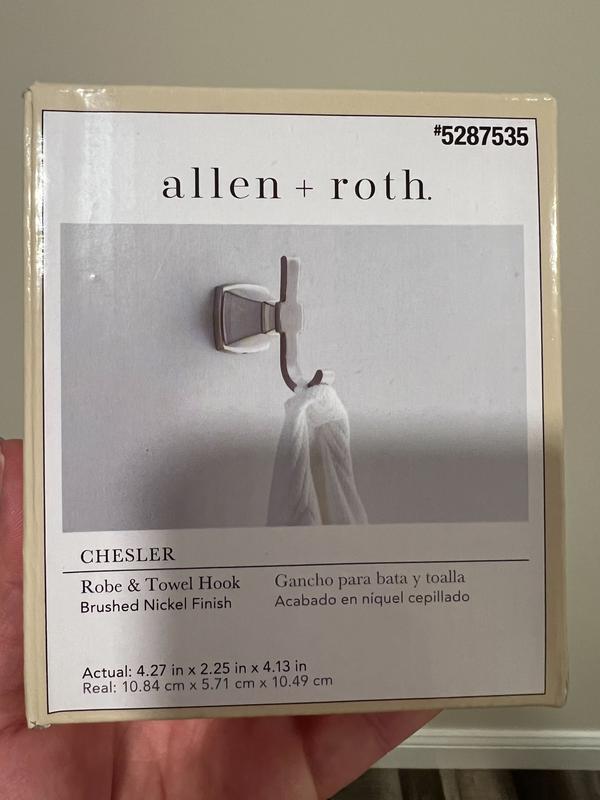 #5287535
allen + roth.
CHESLER
Robe & Towel Hook
Brushed Nickel Finish
Gancho para bata y toalla
Acabado en níquel cepillado
Actual: 4.27 in x 2.25 in x 4.13 in
Real: 10.84 cm x 5.71 cm x 10.49 cm